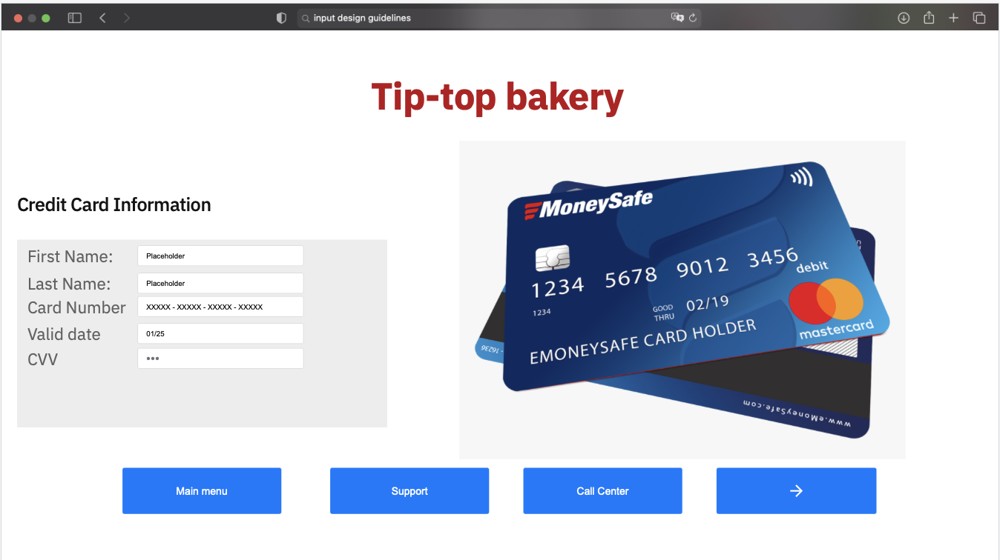 input design guidelines
Tip-top bakery
Credit Card Information
First Name:
Placeholder
Last Name:
Placeholder
Card Number
XXXXX - XXXXX - XXXXX - XXXXX
Valid date
01/25
CVV
•••
EMoneySafe
1234 5678 9012 3456
1234
debit
GOOD
THRU
02/19
EMONEYSAFE CARD HOLDER
mastercard
- 16236
www.eMoneySafe.com
Main menu
Support
Call Center
→